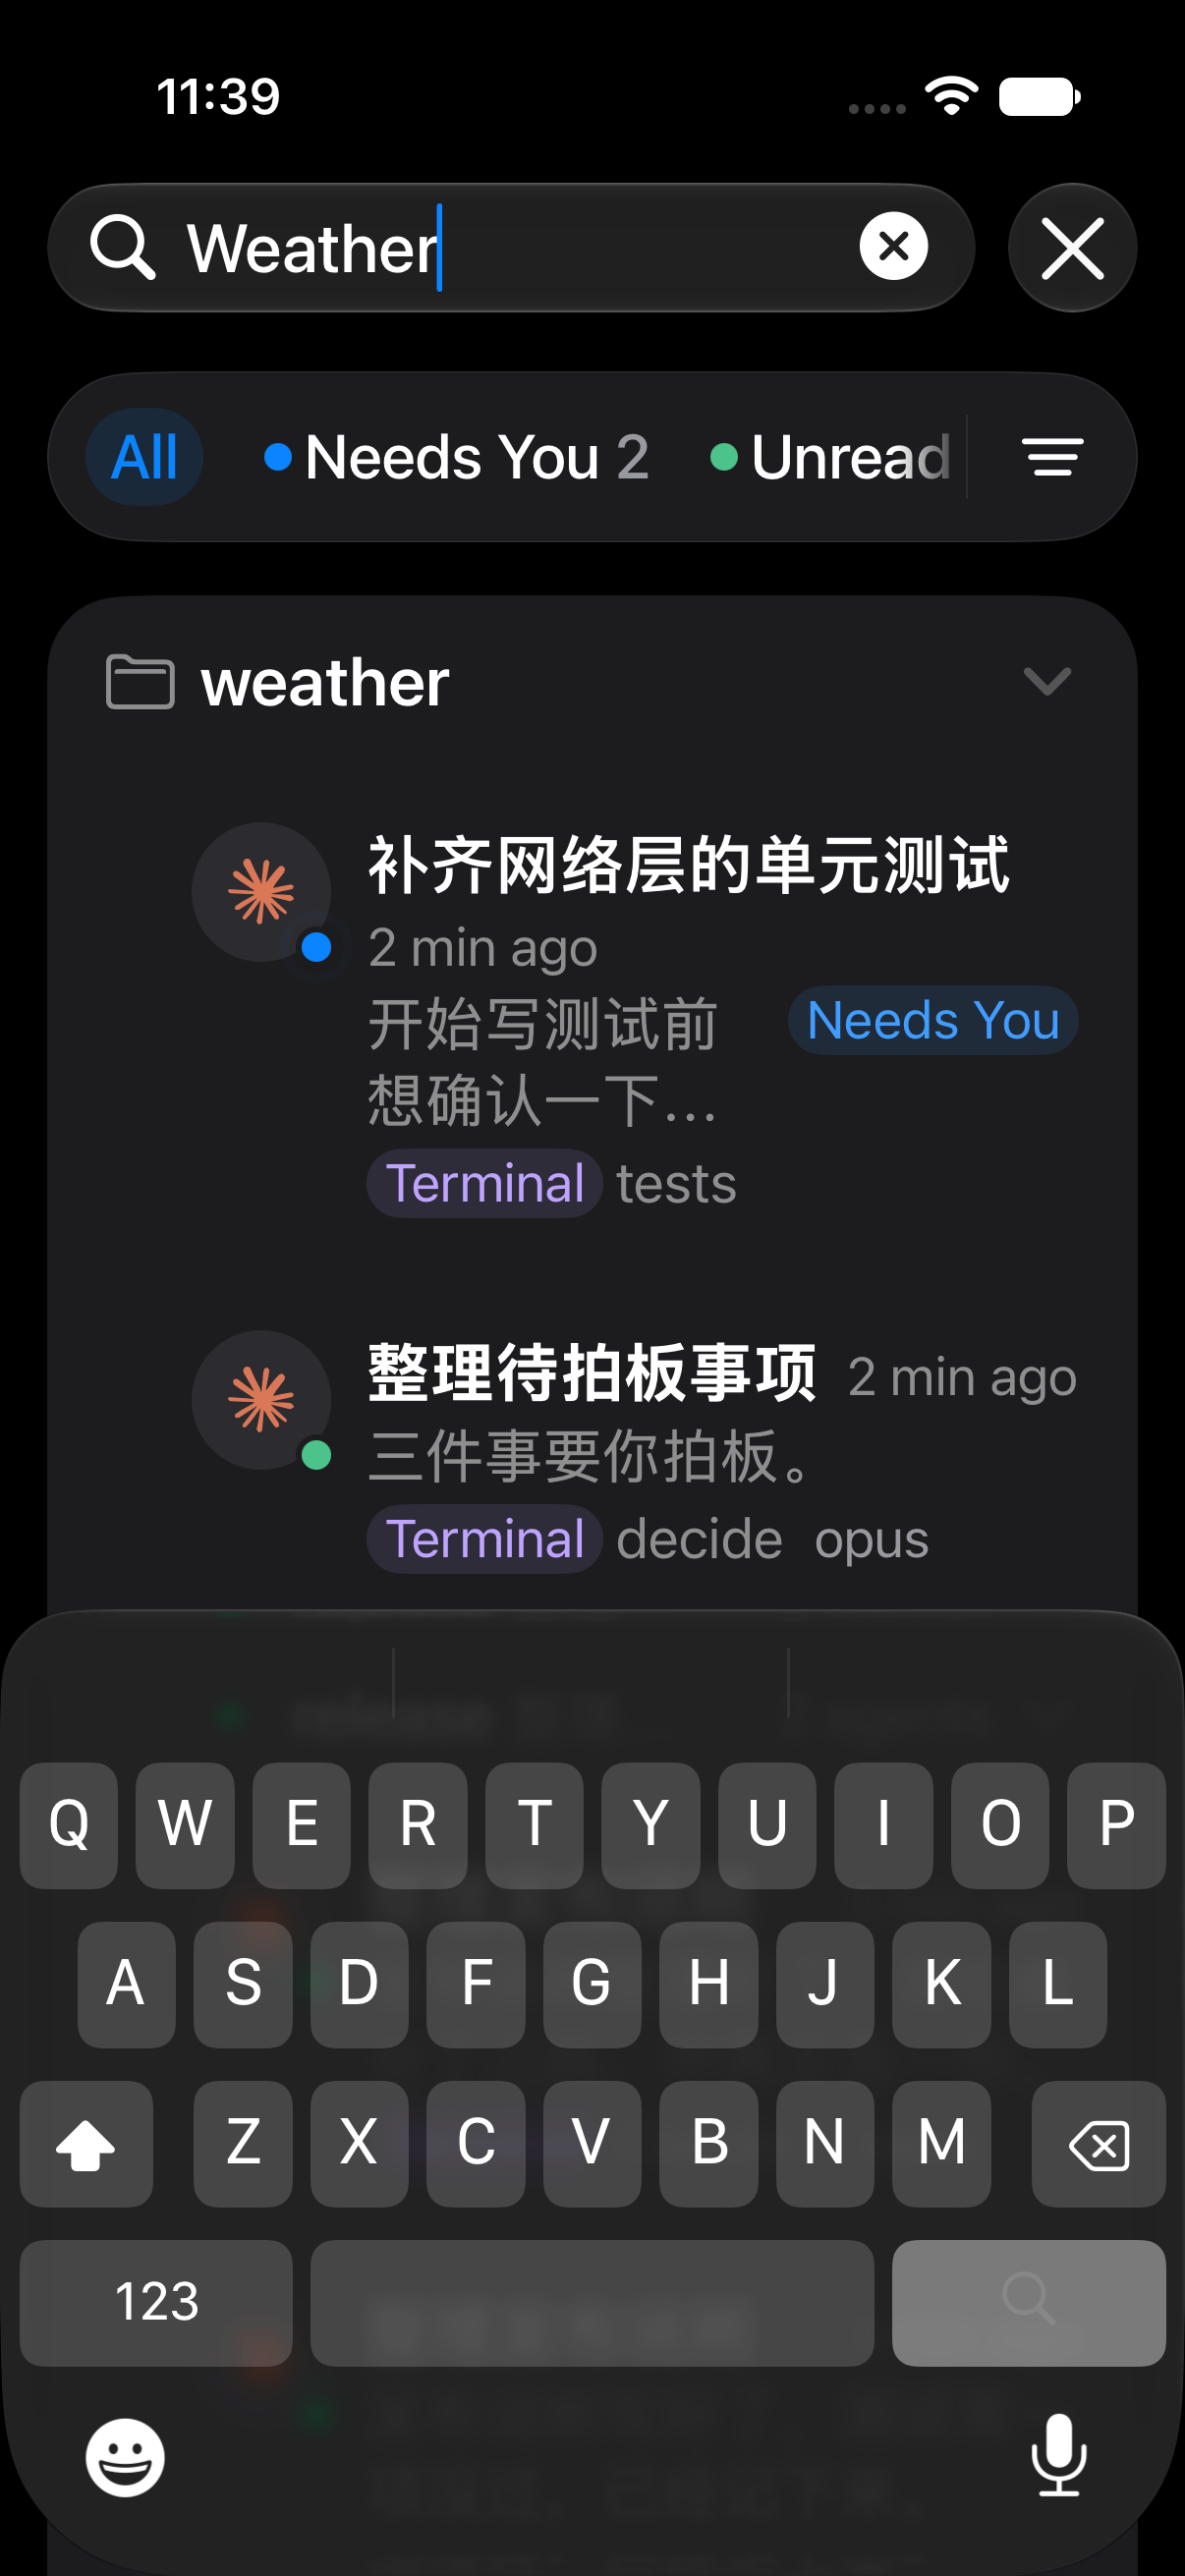 11:39
Weather
All
Needs You 2
Unread
weather
补齐网络层的单元测试
2 min ago
开始写测试前
想确认一下…
Needs You
Terminal tests
整理待拍板事项 2 min ago
三件事要你拍板。
Terminal decide opus
Q W E R T Y U I O P
A S D F G H J K L
Z X C V B N M
123